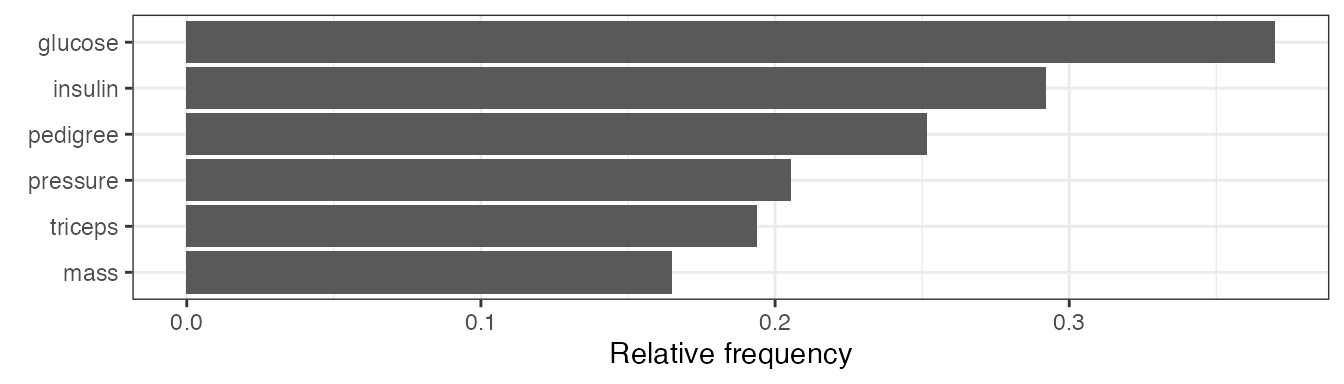 glucose
insulin
pedigree
pressure
triceps
mass
0.0 0.1 0.2 0.3
Relative frequency